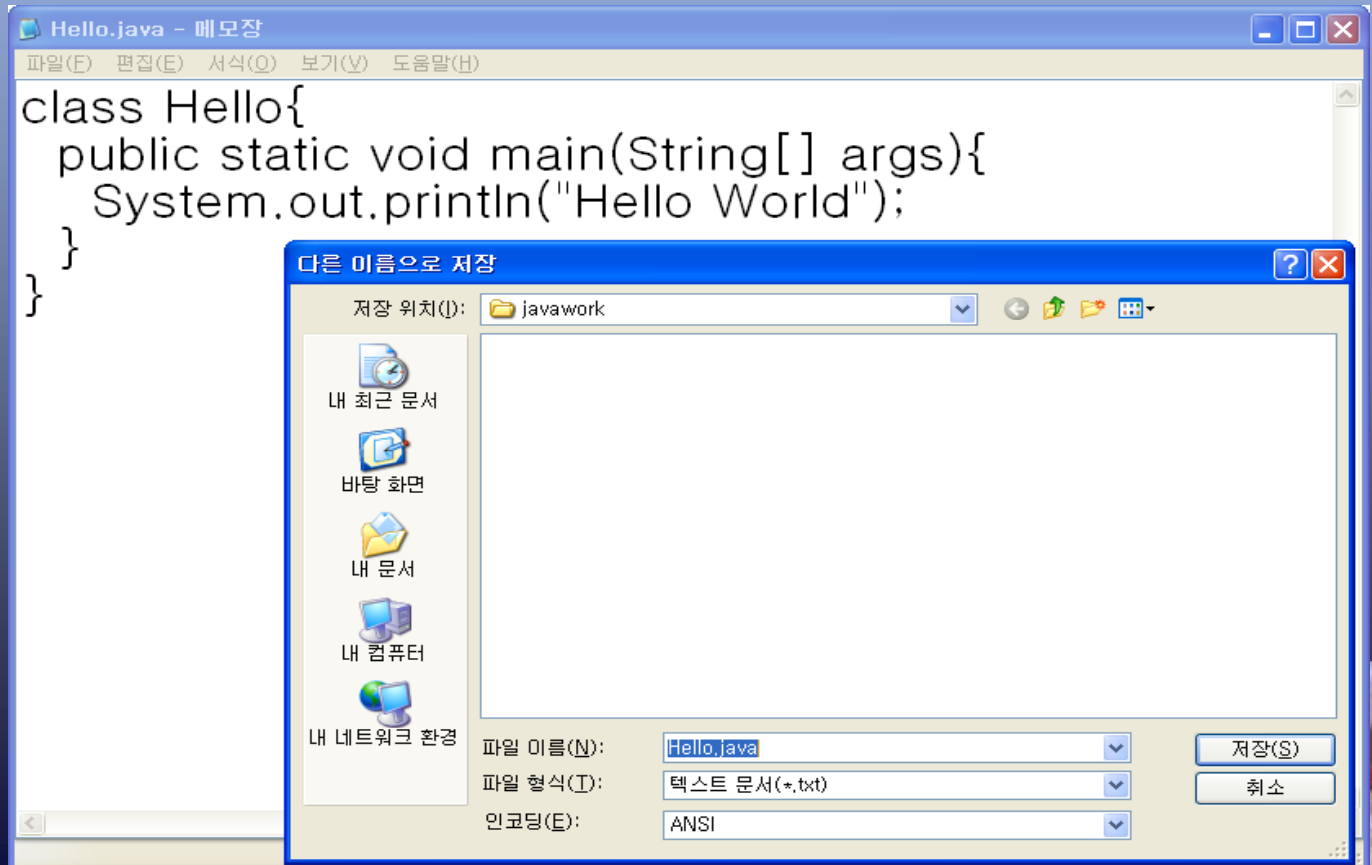 Hello.java - 메모장
파일(F) 편집(E) 서식(O) 보기(V) 도움말(H)
class Hello{
public static void main(String[] args){
System.out.println("Hello World");
}
}
다른 이름으로 저장
저장 위치(I): javawork
내 최근 문서
바탕 화면
내 문서
내 컴퓨터
내 네트워크 환경
파일 이름(N): Hello.java 저장(S)
파일 형식(T): 텍스트 문서(*.txt) 취소
인코딩(E): ANSI